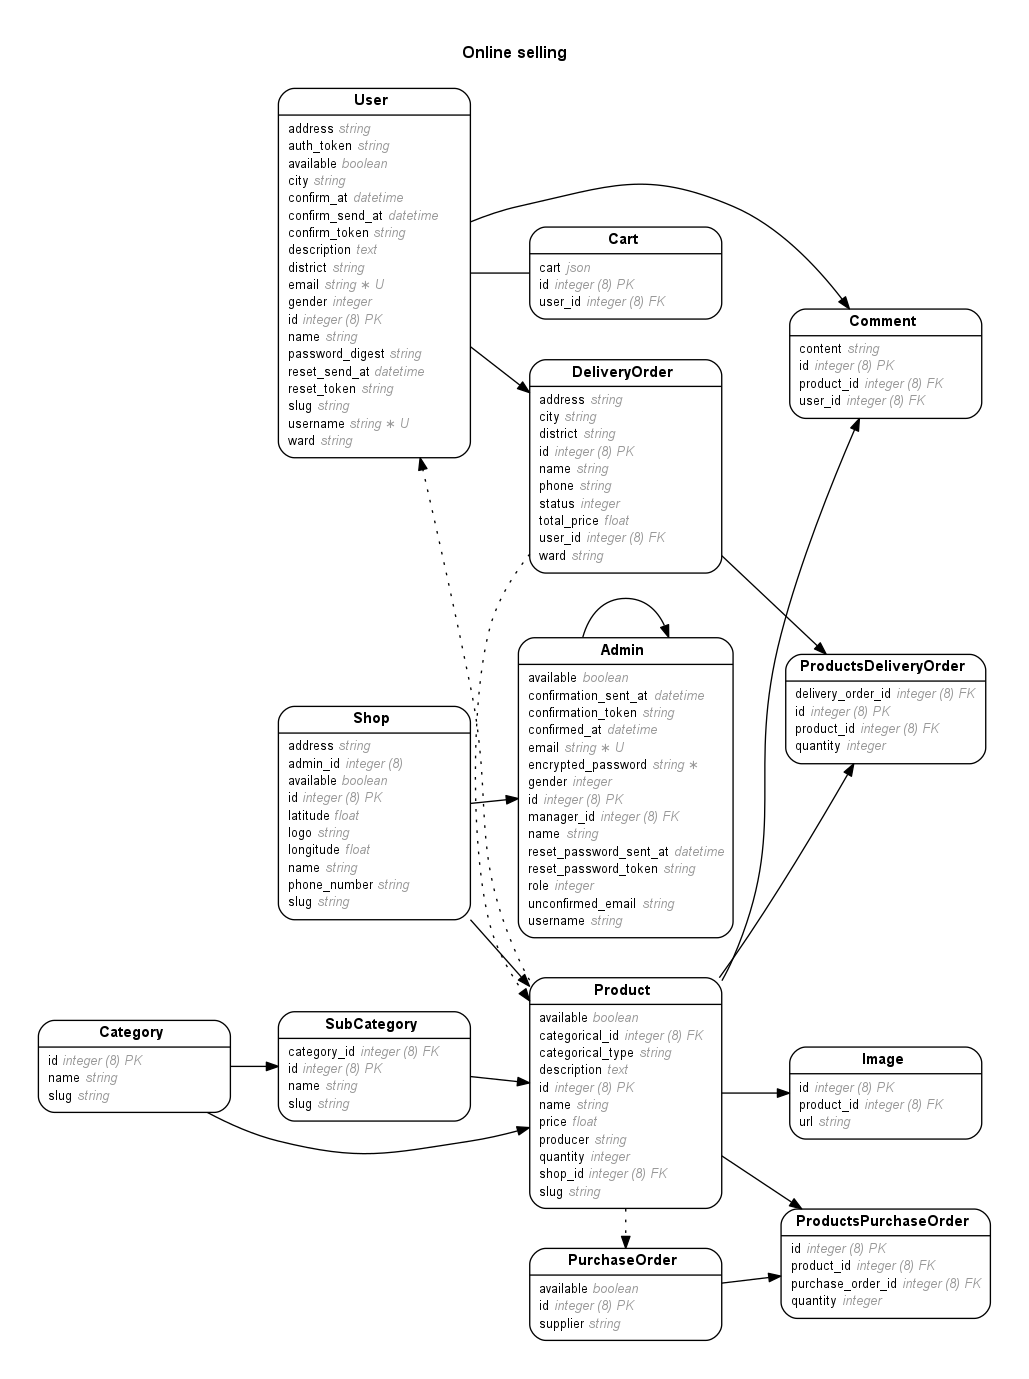 Online selling
User
address string
auth_token string
available boolean
city string
confirm_at datetime
confirm_send_at datetime
confirm_token string
description text
district string
email string ∗ U
gender integer
id integer (8) PK
name string
password_digest string
reset_send_at datetime
reset_token string
slug string
username string ∗ U
ward string
Cart
cart json
id integer (8) PK
user_id integer (8) FK
Comment
content string
id integer (8) PK
product_id integer (8) FK
user_id integer (8) FK
DeliveryOrder
address string
city string
district string
id integer (8) PK
name string
phone string
status integer
total_price float
user_id integer (8) FK
ward string
Admin
available boolean
confirmation_sent_at datetime
confirmation_token string
confirmed_at datetime
email string ∗ U
encrypted_password string ∗
gender integer
id integer (8) PK
manager_id integer (8) FK
name string
reset_password_sent_at datetime
reset_password_token string
role integer
unconfirmed_email string
username string
ProductsDeliveryOrder
delivery_order_id integer (8) FK
id integer (8) PK
product_id integer (8) FK
quantity integer
Shop
address string
admin_id integer (8)
available boolean
id integer (8) PK
latitude float
logo string
longitude float
name string
phone_number string
slug string
Category
id integer (8) PK
name string
slug string
SubCategory
category_id integer (8) FK
id integer (8) PK
name string
slug string
Product
available boolean
categorical_id integer (8) FK
categorical_type string
description text
id integer (8) PK
name string
price float
producer string
quantity integer
shop_id integer (8) FK
slug string
Image
id integer (8) PK
product_id integer (8) FK
url string
PurchaseOrder
available boolean
id integer (8) PK
supplier string
ProductsPurchaseOrder
id integer (8) PK
product_id integer (8) FK
purchase_order_id integer (8) FK
quantity integer